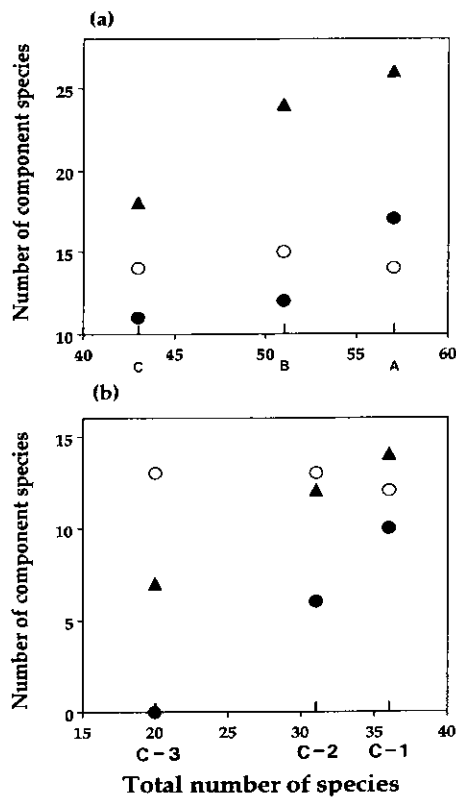 (a)
Number of component species
25
20
15
10
40 45 50 55 60
C B A
(b)
Number of component species
15
10
5
0
15 20 25 30 35 40
C-3 C-2 C-1
Total number of species